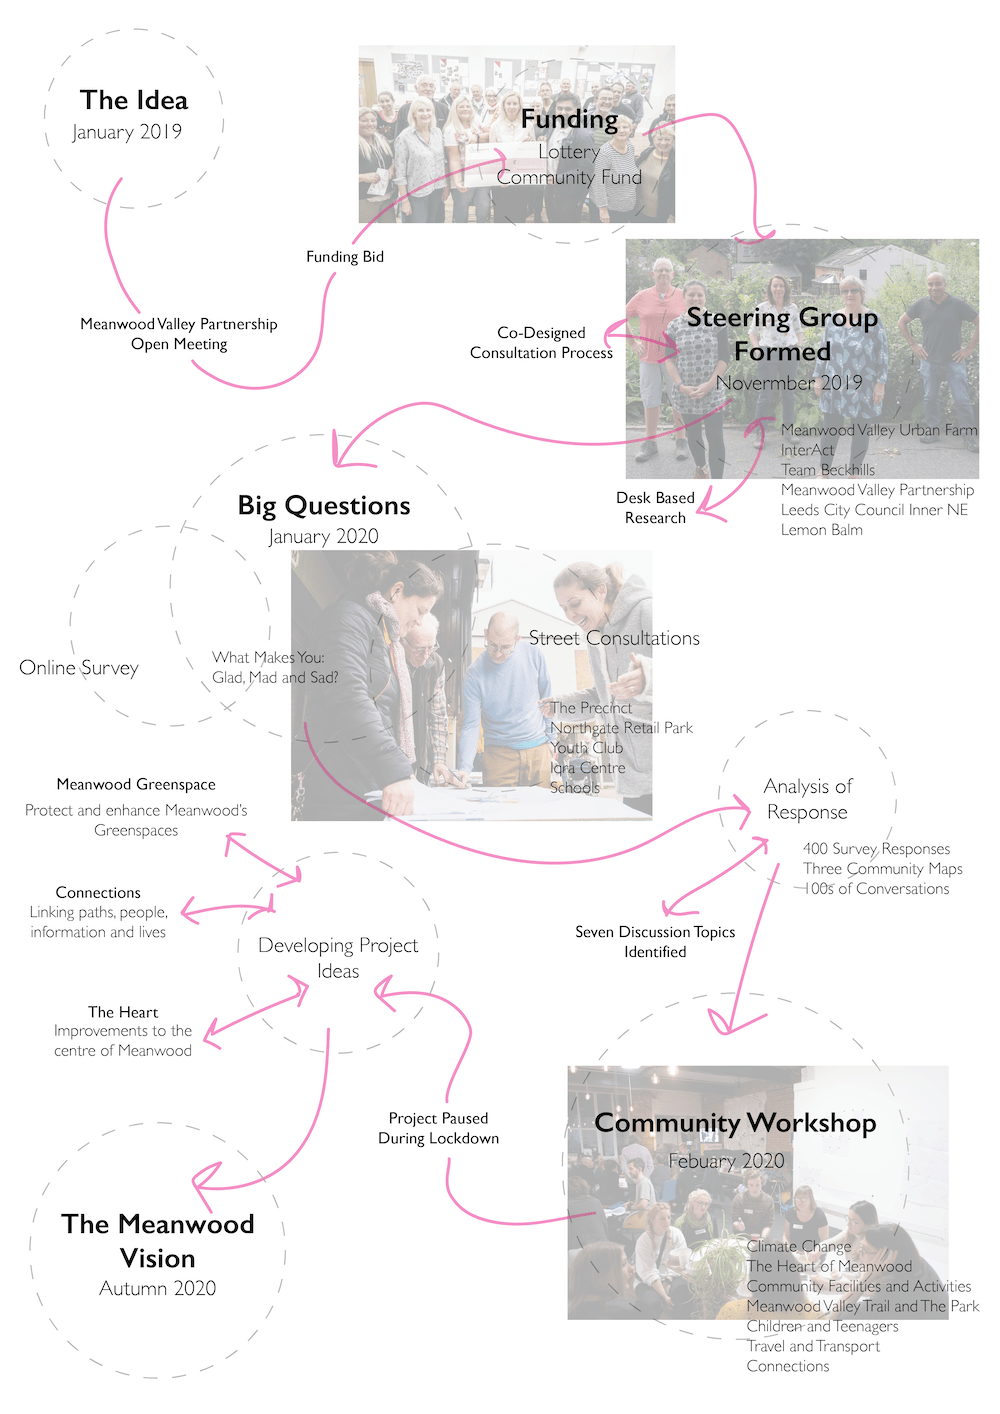 The Idea
January 2019
Funding
Lottery
Community Fund
Funding Bid
Meanwood Valley Partnership
Open Meeting
Co-Designed
Consultation Process
Steering Group
Formed
Novermber 2019
Meanwood Valley Urban Farm
InterAct
Team Beckhills
Meanwood Valley Partnership
Leeds City Council Inner NE
Lemon Balm
Desk Based
Research
Big Questions
January 2020
Online Survey
What Makes You:
Glad, Mad and Sad?
Street Consultations
The Precinct
Northgate Retail Park
Youth Club
Iqra Centre
Schools
Analysis of
Response
400 Survey Responses
Three Community Maps
100s of Conversations
Seven Discussion Topics
Identified
Meanwood Greenspace
Protect and enhance Meanwood's
Greenspaces
Connections
Linking paths, people,
information and lives
Developing Project
Ideas
The Heart
Improvements to the
centre of Meanwood
Project Paused
During Lockdown
Community Workshop
Febuary 2020
Climate Change
The Heart of Meanwood
Community Facilities and Activities
Meanwood Valley Trail and The Park
Children and Teenagers
Travel and Transport
Connections
The Meanwood
Vision
Autumn 2020